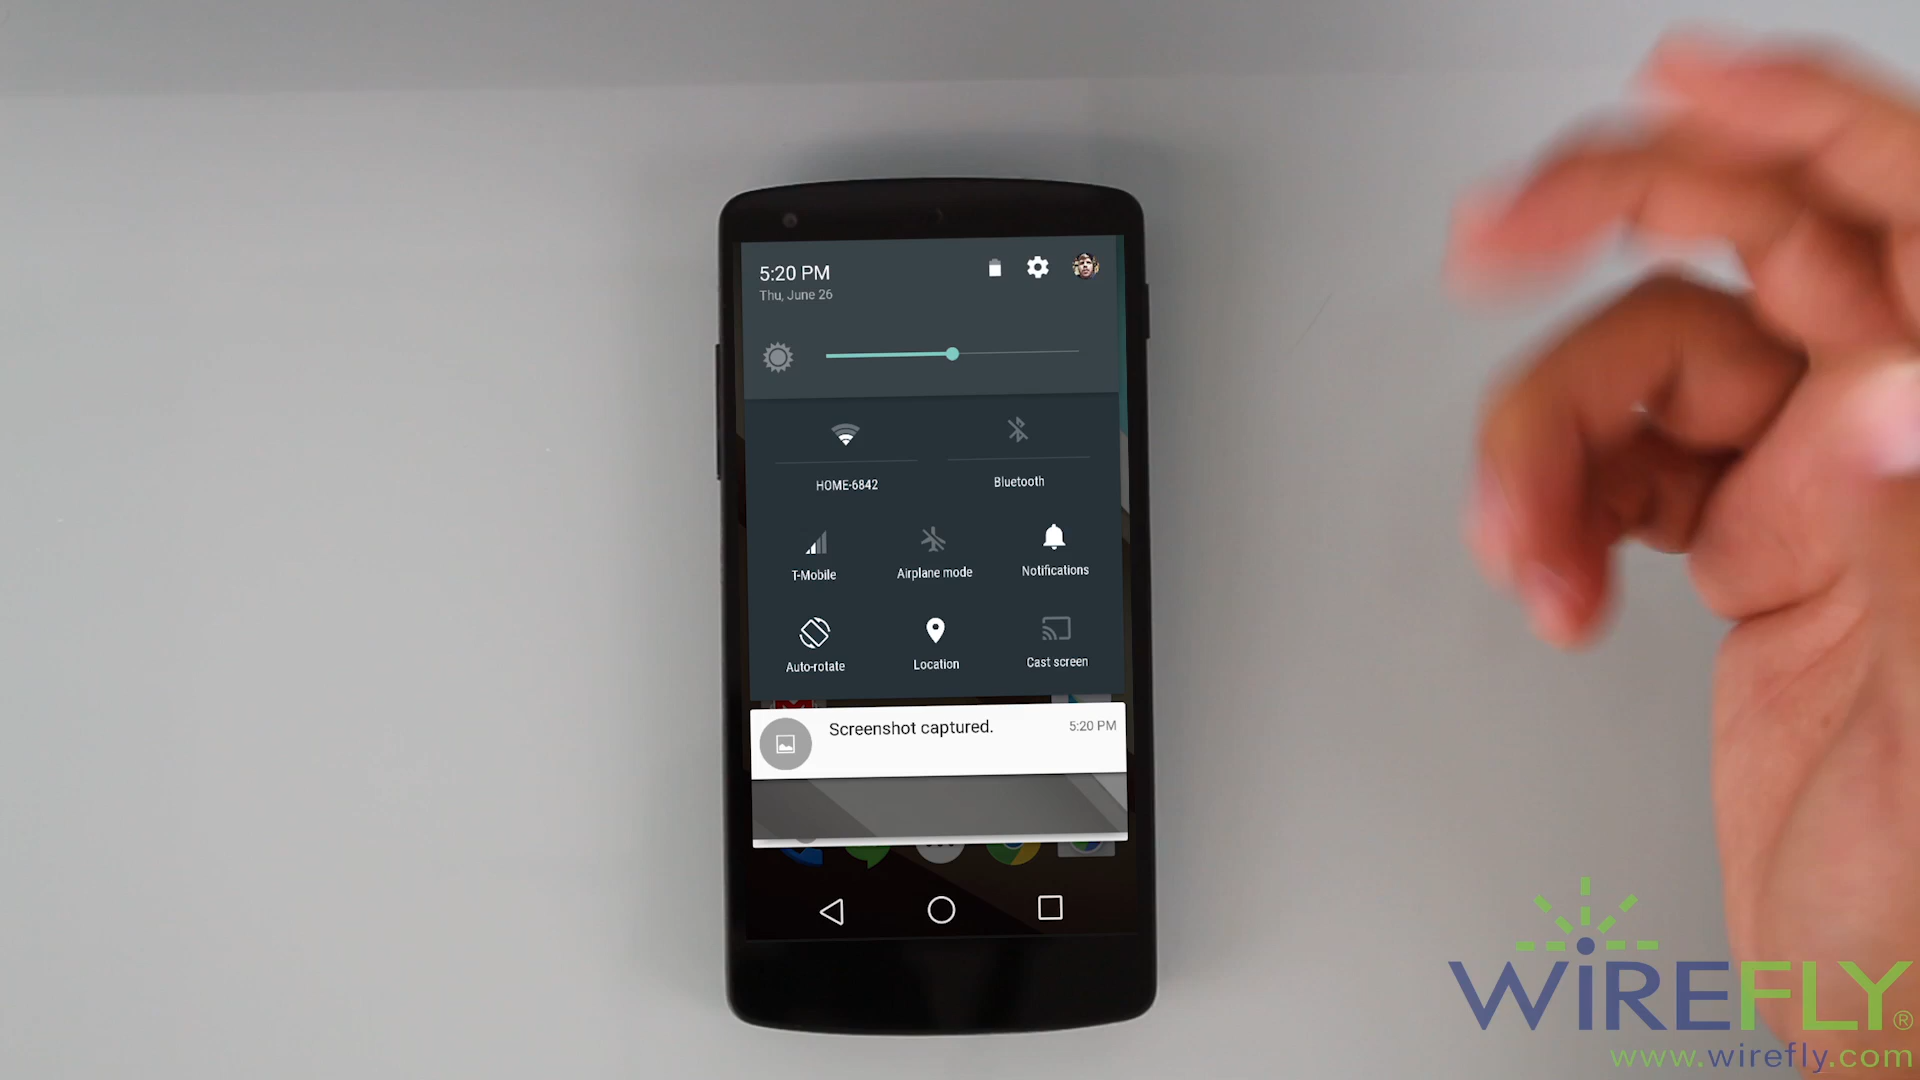 5:20 PM
Thu, June 26
HOME-6842
Bluetooth
T-Mobile
Airplane mode
Notifications
Auto-rotate
Location
Cast screen
Screenshot captured.
5:20 PM
WiREFLY®
www.wirefly.com